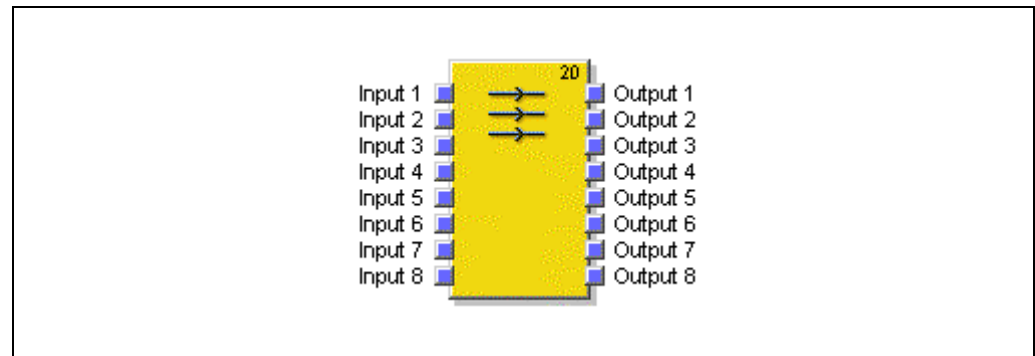 20
Input 1 Output 1
Input 2 Output 2
Input 3 Output 3
Input 4 Output 4
Input 5 Output 5
Input 6 Output 6
Input 7 Output 7
Input 8 Output 8